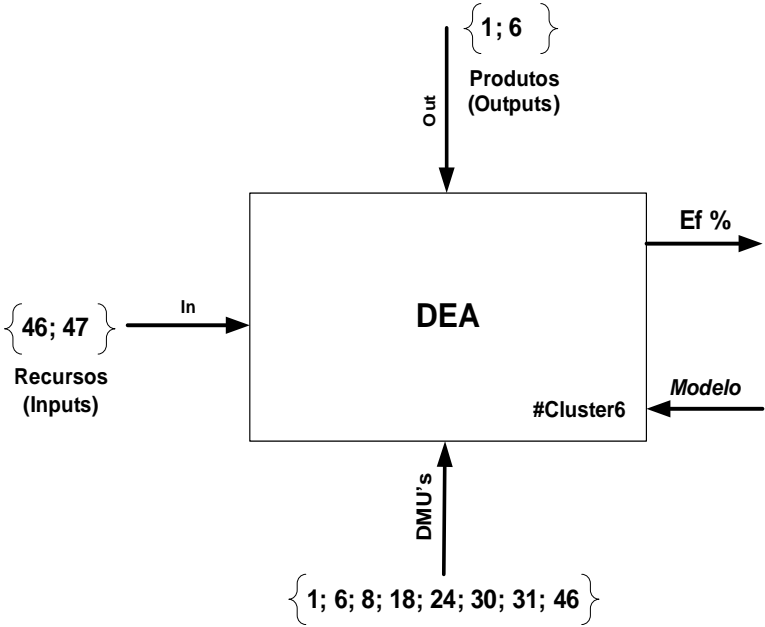 {1; 6 }
Produtos
(Outputs)
Out
Ef %
In
{46; 47 }
DEA
Recursos
(Inputs)
Modelo
#Cluster6
DMU's
{1; 6; 8; 18; 24; 30; 31; 46}